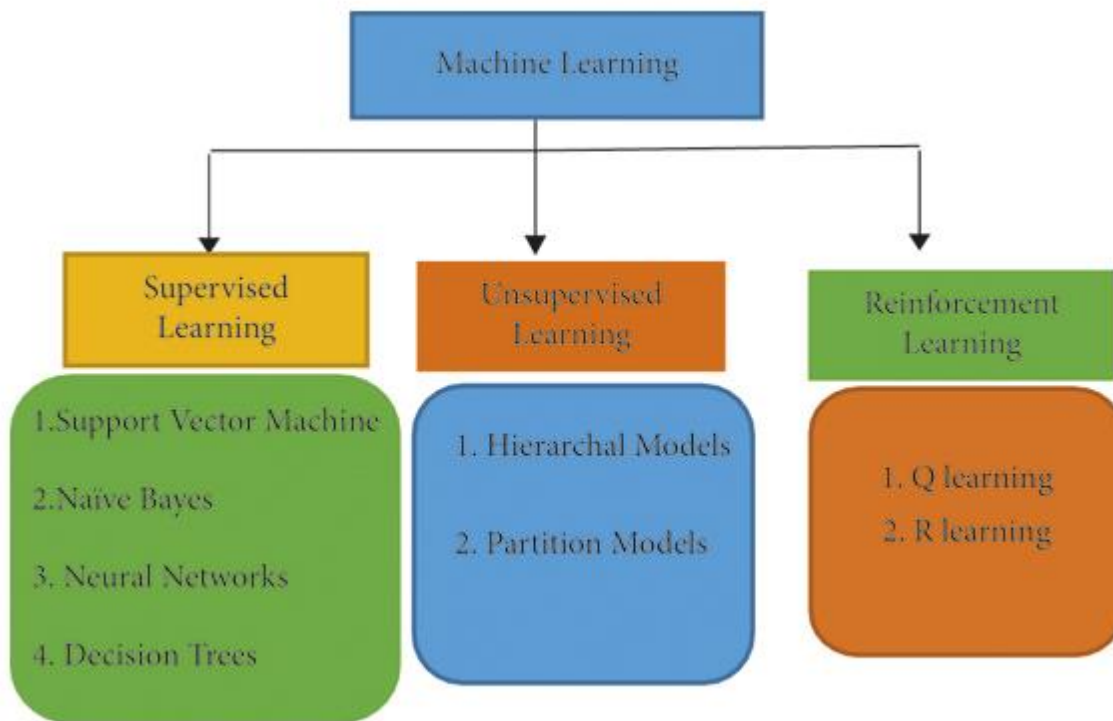 Machine Learning
Supervised
Learning
Unsupervised
Learning
Reinforcement
Learning
1.Support Vector Machine
2.Naïve Bayes
3. Neural Networks
4. Decision Trees
1. Hierarchal Models
2. Partition Models
1. Q learning
2. R learning